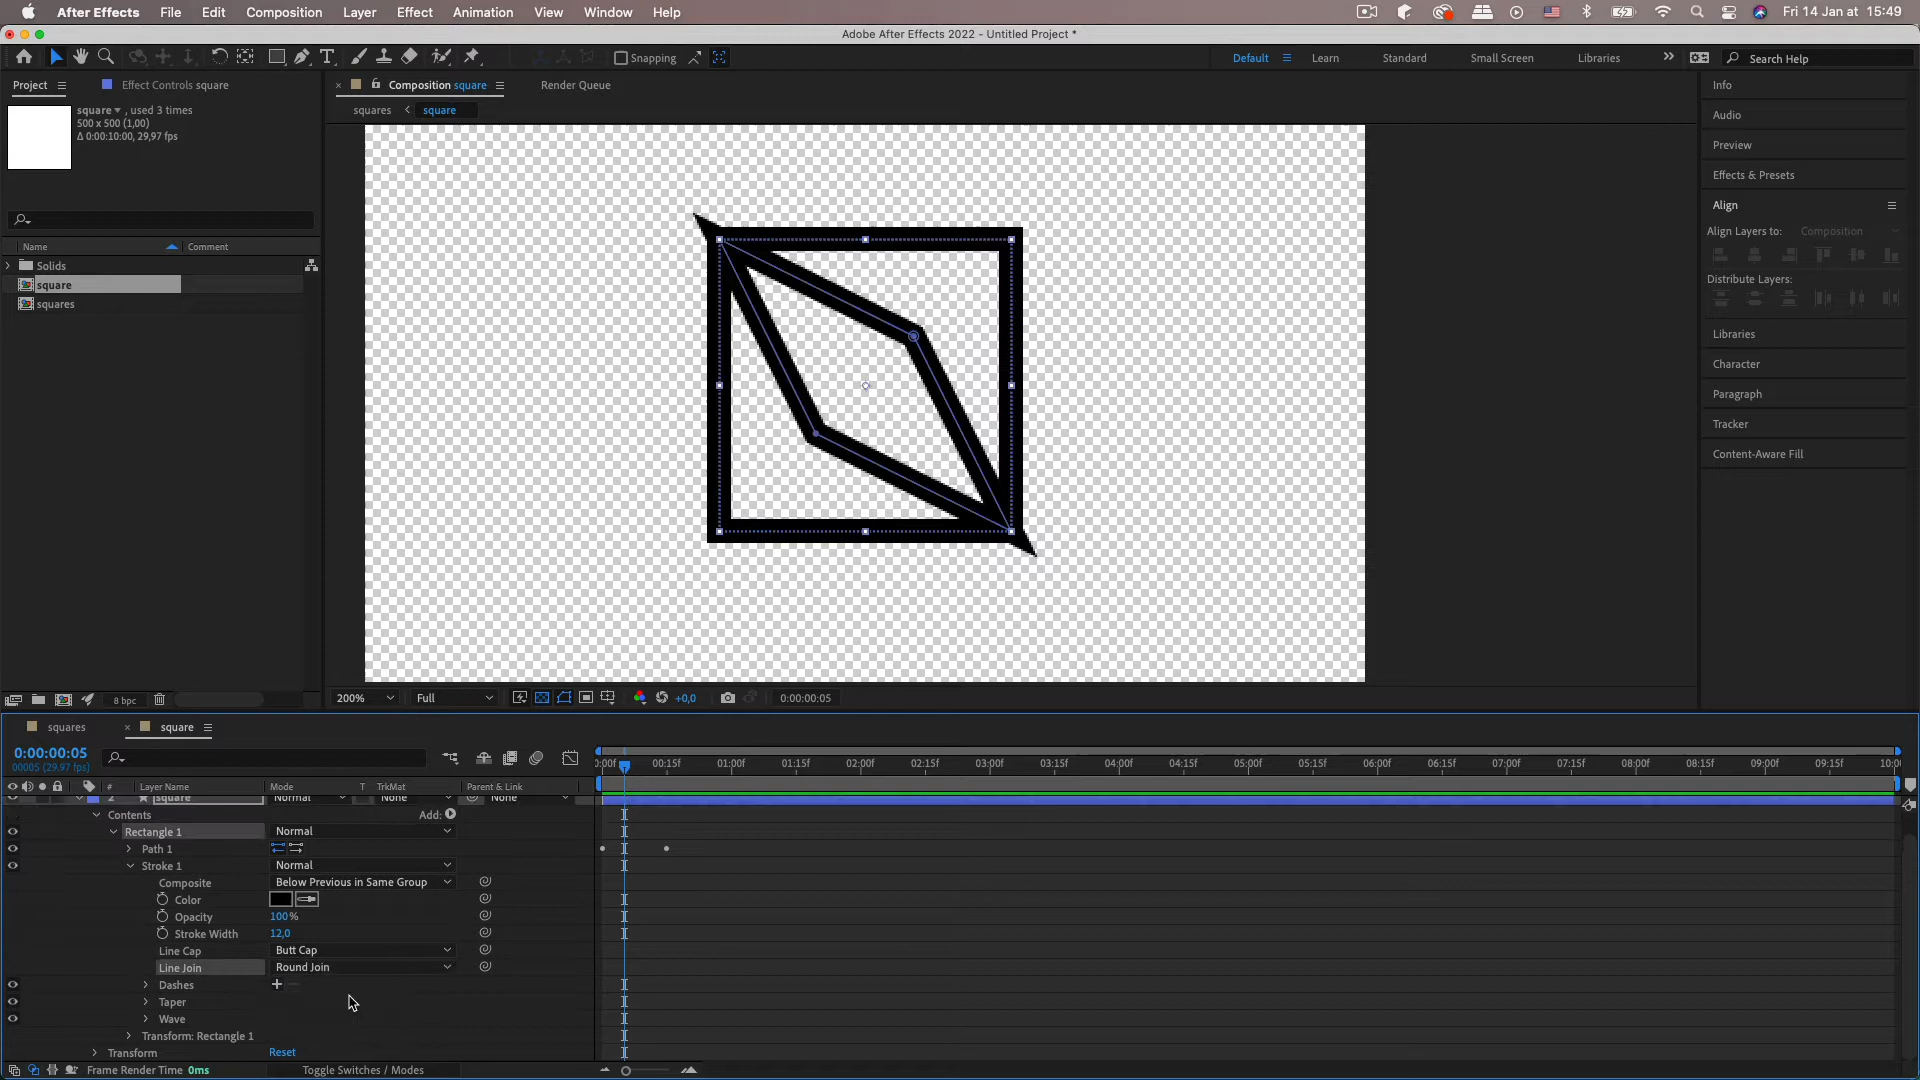 After Effects File Edit Composition Layer Effect Animation View Window Help Fri 14 Jan at 15:49
Adobe After Effects 2022 - Untitled Project *
Snapping Default Learn Standard Small Screen Libraries Search Help
Project Effect Controls square Composition square Render Queue Info
square , used 3 times squares square
500 x 500 (1,00)
Δ 0:00:10:00, 29,97 fps
Audio
Preview
Effects & Presets
Align
Align Layers to: Composition
Distribute Layers:
Libraries
Character
Paragraph
Tracker
Content-Aware Fill
Name Comment
Solids
square
squares
8 bpc 200% Full +0,0 0:00:00:05
squares square
0:00:00:05
00005 (29.97 fps)
0:00f 00:15f 01:00f 01:15f 02:00f 02:15f 03:00f 03:15f 04:00f 04:15f 05:00f 05:15f 06:00f 06:15f 07:00f 07:15f 08:00f 08:15f 09:00f 09:15f 10:00
# Layer Name Mode T TrkMat Parent & Link
2 square Normal None None
Contents Add:
Rectangle 1 Normal
Path 1
Stroke 1 Normal
Composite Below Previous in Same Group
Color
Opacity 100%
Stroke Width 12,0
Line Cap Butt Cap
Line Join Round Join
Dashes
Taper
Wave
Transform: Rectangle 1
Transform Reset
Frame Render Time 0ms Toggle Switches / Modes